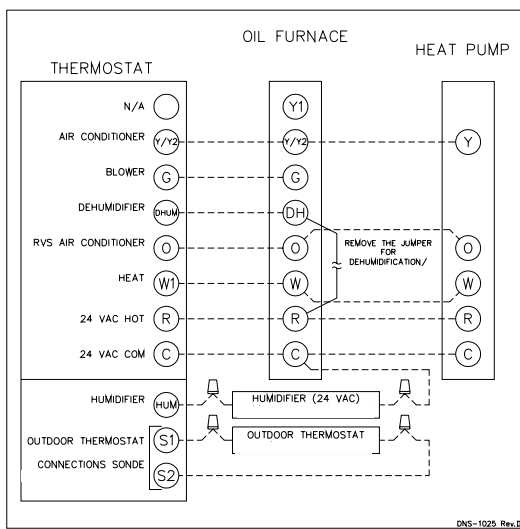 OIL FURNACE
HEAT PUMP
THERMOSTAT
N/A
Y1
AIR CONDITIONER Y/Y2 Y/Y2 Y
BLOWER G G
DEHUMIDIFIER DHUM DH
RVS AIR CONDITIONER O O O
REMOVE THE JUMPER
FOR
DEHUMIDIFICATION/
HEAT W1 W W
24 VAC HOT R R R
24 VAC COM C C C
HUMIDIFIER HUM HUMIDIFIER (24 VAC)
OUTDOOR THERMOSTAT S1 OUTDOOR THERMOSTAT
CONNECTIONS SONDE
S2
DNS-1025 Rev.D